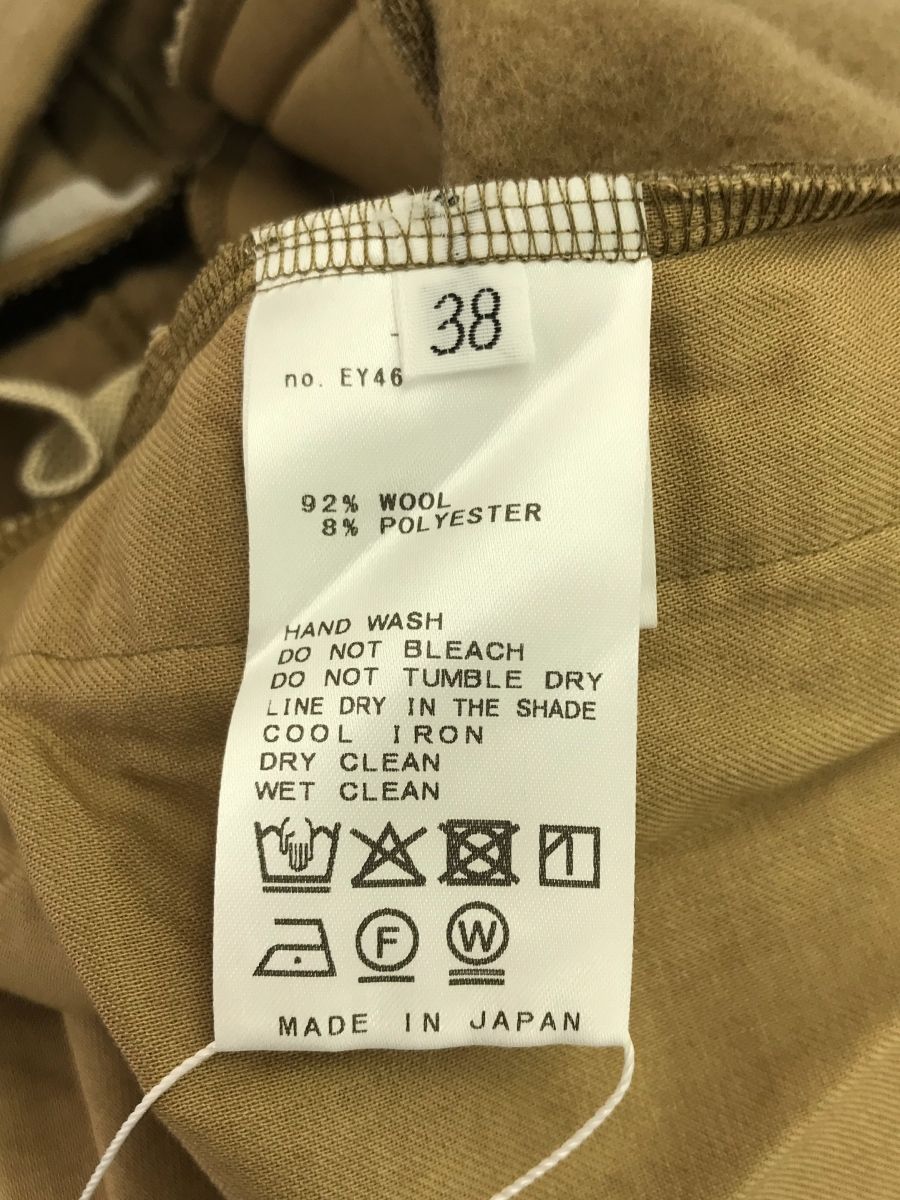 38
no. EY46
92% WOOL
8% POLYESTER
HAND WASH
DO NOT BLEACH
DO NOT TUMBLE DRY
LINE DRY IN THE SHADE
COOL IRON
DRY CLEAN
WET CLEAN
F W
MADE IN JAPAN